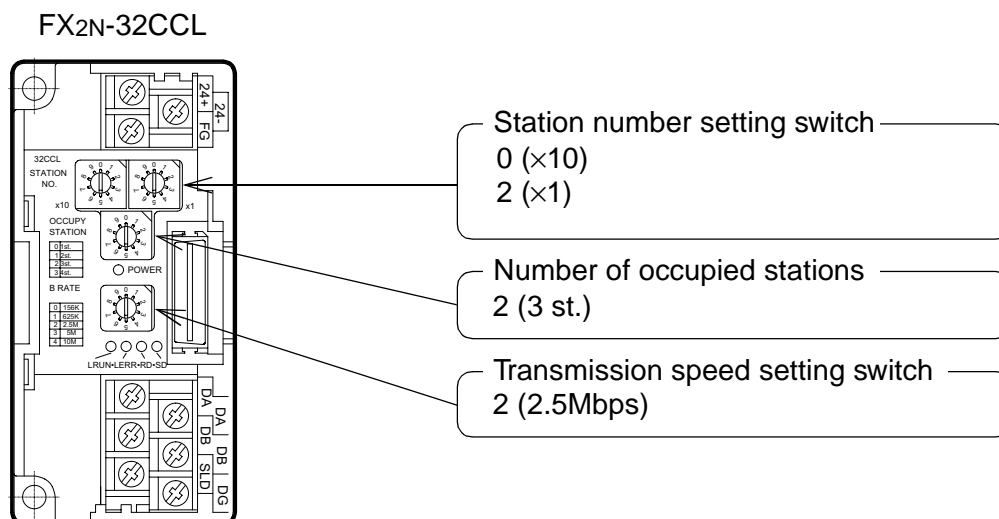 FX2N-32CCL
24+
24-
FG
32CCL
STATION
NO.
x10
x1
OCCUPY
STATION
0 1st.
1 2st.
2 3st.
3 4st.
POWER
B RATE
0 156K
1 625K
2 2.5M
3 5M
4 10M
LRUN•LERR•RD•SD
DA
DA
DB
DB
SLD
DG
Station number setting switch
0 (×10)
2 (×1)
Number of occupied stations
2 (3 st.)
Transmission speed setting switch
2 (2.5Mbps)